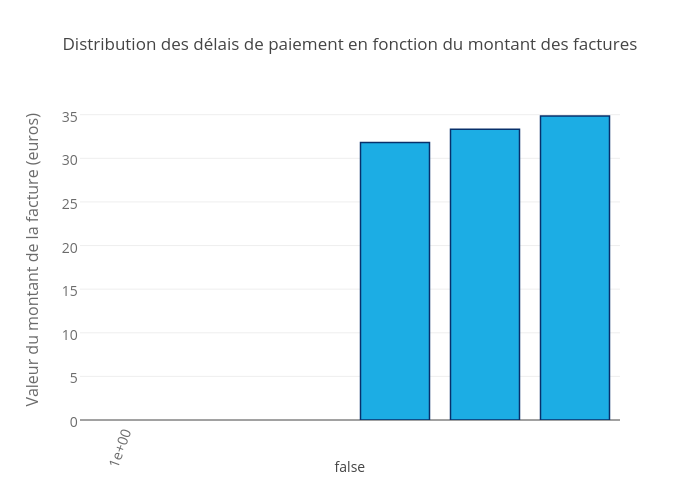 Distribution des délais de paiement en fonction du montant des factures
Valeur du montant de la facture (euros)
35
30
25
20
15
10
5
0
1e+00
false